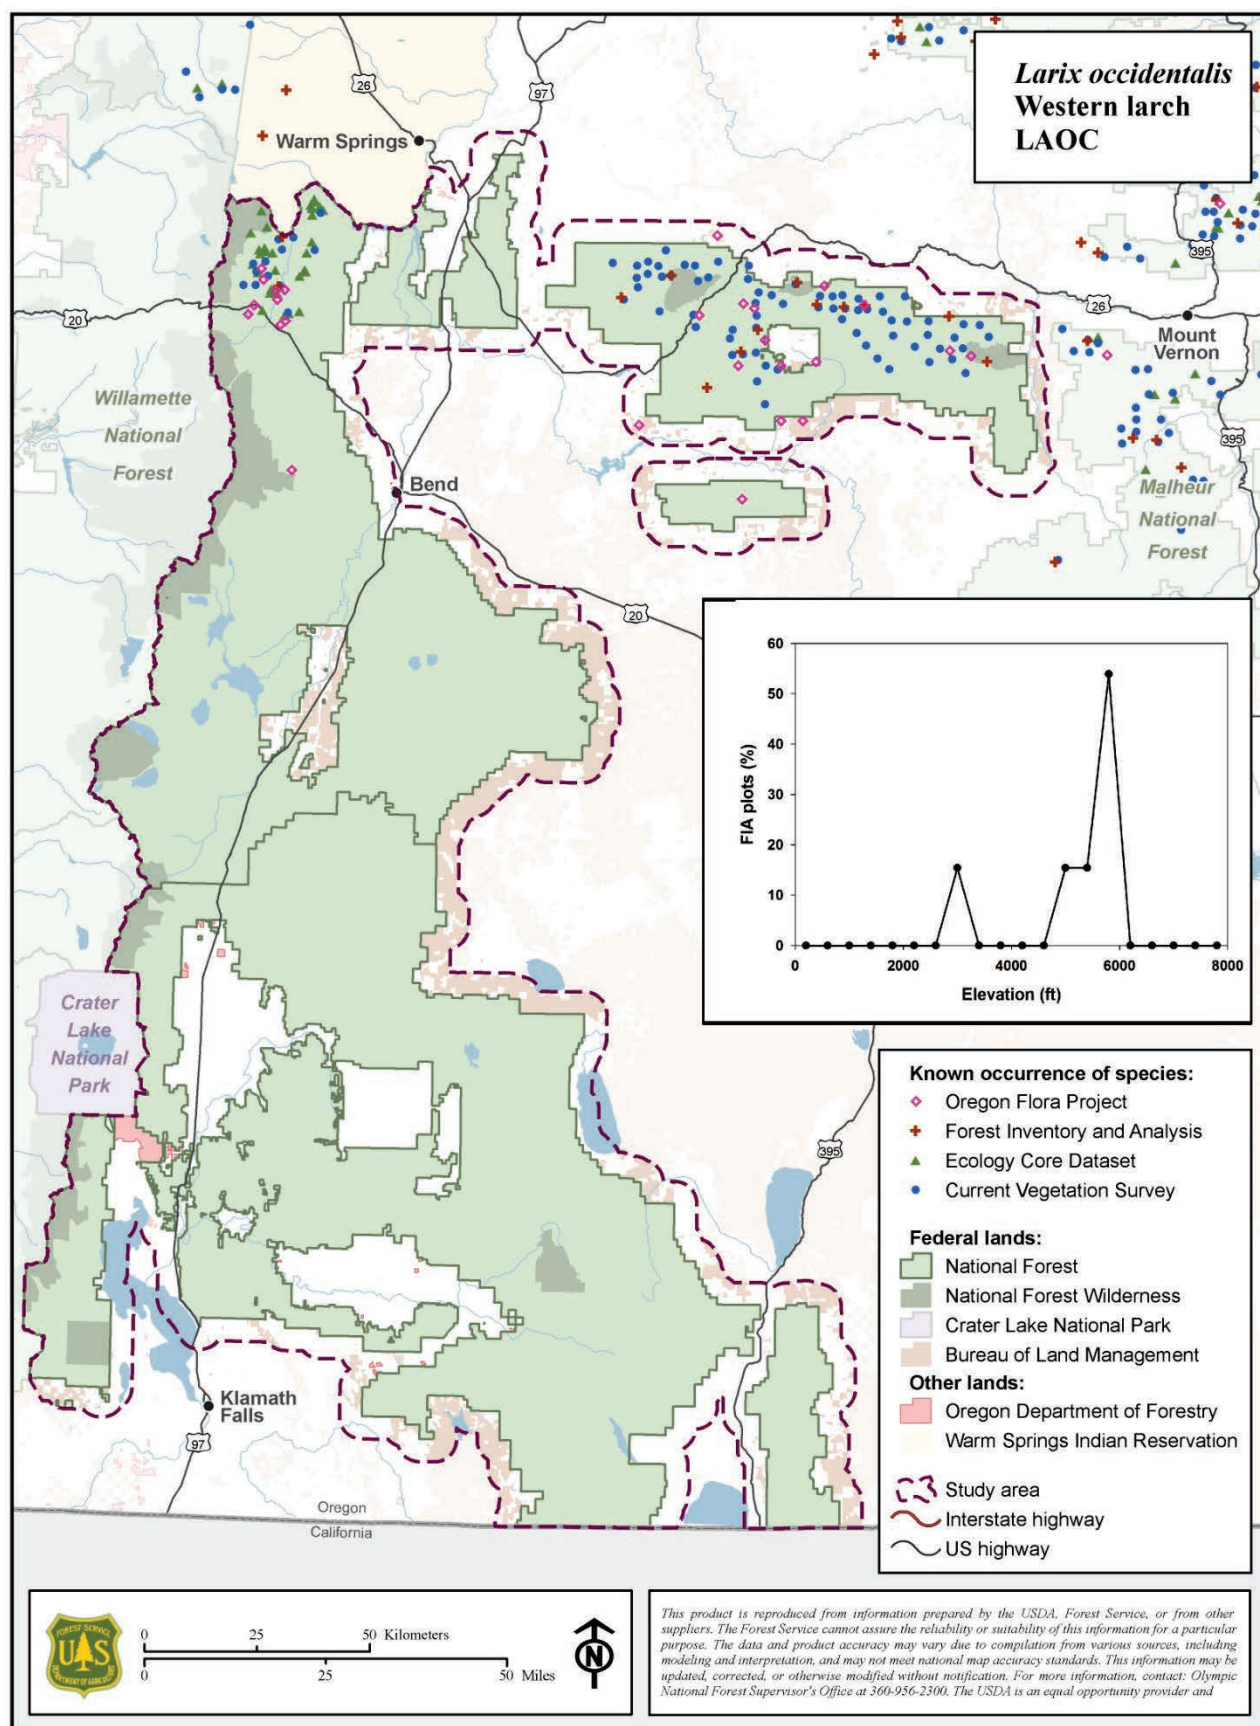 Larix occidentalis
Western larch
LAOC
26
97
Warm Springs
395
20
26
Mount
Vernon
Willamette
National
Forest
395
Bend
Malheur
National
Forest
20
60
50
40
30
20
10
0
FIA plots (%)
0 2000 4000 6000 8000
Elevation (ft)
Crater
Lake
National
Park
Known occurrence of species:
Oregon Flora Project
Forest Inventory and Analysis
Ecology Core Dataset
Current Vegetation Survey
Federal lands:
National Forest
National Forest Wilderness
Crater Lake National Park
Bureau of Land Management
Other lands:
Oregon Department of Forestry
Warm Springs Indian Reservation
Study area
Interstate highway
US highway
395
Klamath
Falls
97
Oregon
California
FOREST SERVICE
U S
DEPARTMENT OF AGRICULTURE
0 25 50 Kilometers
0 25 50 Miles
N
This product is reproduced from information prepared by the USDA, Forest Service, or from other
suppliers. The Forest Service cannot assure the reliability or suitability of this information for a particular
purpose. The data and product accuracy may vary due to compilation from various sources, including
modeling and interpretation, and may not meet national map accuracy standards. This information may be
updated, corrected, or otherwise modified without notification. For more information, contact: Olympic
National Forest Supervisor's Office at 360-956-2300. The USDA is an equal opportunity provider and